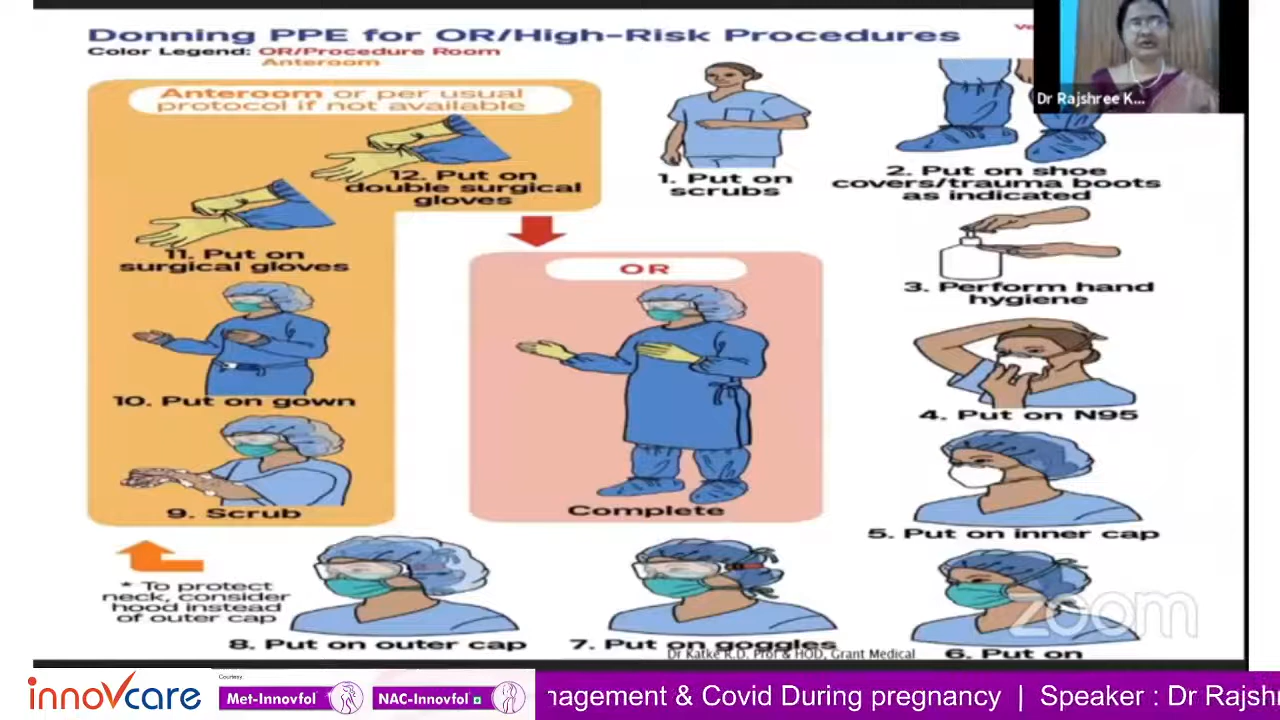 Donning PPE for OR/High-Risk Procedures
Color Legend: OR/Procedure Room
Anteroom
Dr Rajshree K...
Anteroom or per usual
protocol if not available
12. Put on
double surgical
gloves
11. Put on
surgical gloves
10. Put on gown
9. Scrub
1. Put on
scrubs
2. Put on shoe
covers/trauma boots
as indicated
3. Perform hand
hygiene
4. Put on N95
5. Put on inner cap
OR
Complete
* To protect
neck, consider
hood instead
of outer cap
8. Put on outer cap
7. Put on goggles
6. Put on
zoom
Dr Katke R.D. Prof & HOD, Grant Medical
innovcare
Courtesy:
Met-Innovfol
NAC-Innovfol
nagement & Covid During pregnancy | Speaker : Dr Rajsh